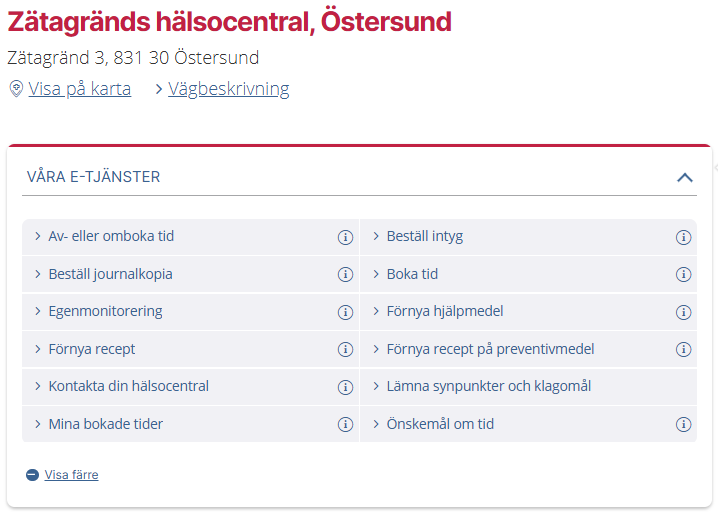 Zätagränds hälsocentral, Östersund
Zätagränd 3, 831 30 Östersund
Visa på karta Vägbeskrivning
VÅRA E-TJÄNSTER
Av- eller omboka tid Beställ intyg
Beställ journalkopia Boka tid
Egenmonitorering Förnya hjälpmedel
Förnya recept Förnya recept på preventivmedel
Kontakta din hälsocentral Lämna synpunkter och klagomål
Mina bokade tider Önskemål om tid
Visa färre